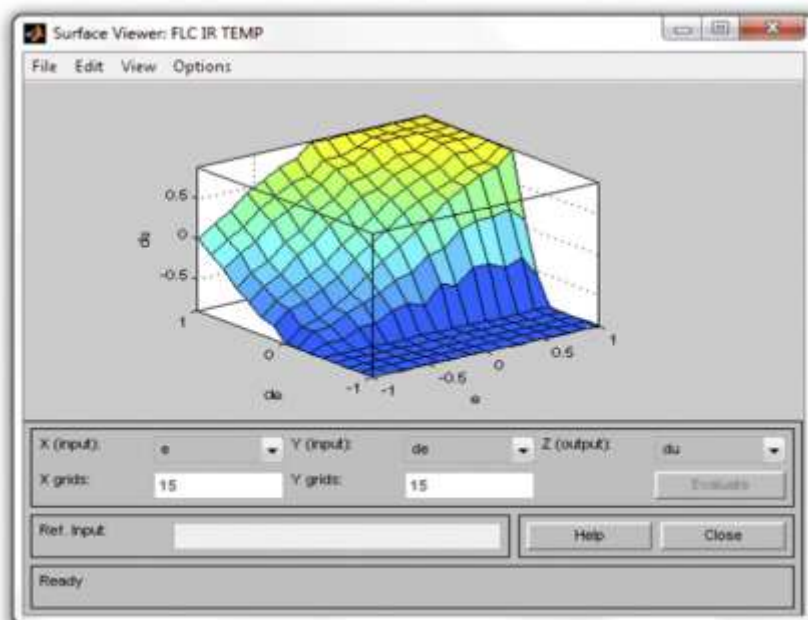 Surface Viewer: FLC IR TEMP
File Edit View Options
0.5
0
-0.5
du
1
0
-1
de
-1
-0.5
0
0.5
1
e
X (input): e Y (input): de Z (output): du
X grids: 15 Y grids: 15 Evaluate
Ref. Input: Help Close
Ready